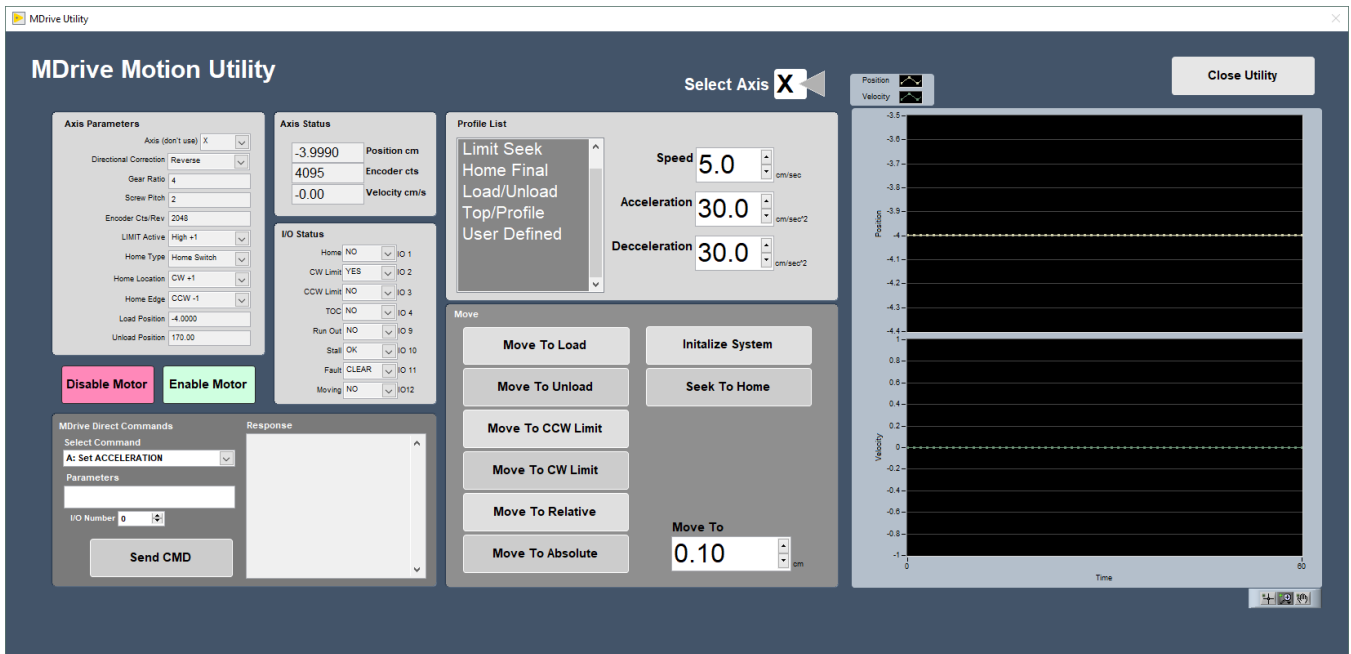 MDrive Utility
MDrive Motion Utility
Select Axis X
Position
Velocity
Close Utility
Axis Parameters
Axis (don't use) X
Directional Correction Reverse
Gear Ratio 4
Screw Pitch 2
Encoder Cts/Rev 2048
LIMIT Active High +1
Home Type Home Switch
Home Location CW +1
Home Edge CCW -1
Load Position -4.0000
Unload Position 170.00
Disable Motor
Enable Motor
Axis Status
-3.9990 Position cm
4095 Encoder cts
-0.00 Velocity cm/s
I/O Status
Home NO IO 1
CW Limit YES IO 2
CCW Limit NO IO 3
TOC NO IO 4
Run Out NO IO 9
Stall OK IO 10
Fault CLEAR IO 11
Moving NO IO12
MDrive Direct Commands
Select Command
A: Set ACCELERATION
Parameters
I/O Number 0
Send CMD
Response
Profile List
Limit Seek
Home Final
Load/Unload
Top/Profile
User Defined
Speed 5.0 cm/sec
Acceleration 30.0 cm/sec^2
Decceleration 30.0 cm/sec^2
Move
Move To Load
Move To Unload
Move To CCW Limit
Move To CW Limit
Move To Relative
Move To Absolute
Initalize System
Seek To Home
Move To
0.10 cm
Position
-3.5
-3.6
-3.7
-3.8
-3.9
-4
-4.1
-4.2
-4.3
-4.4
Velocity
1
0.8
0.6
0.4
0.2
0
-0.2
-0.4
-0.6
-0.8
-1
0
60
Time